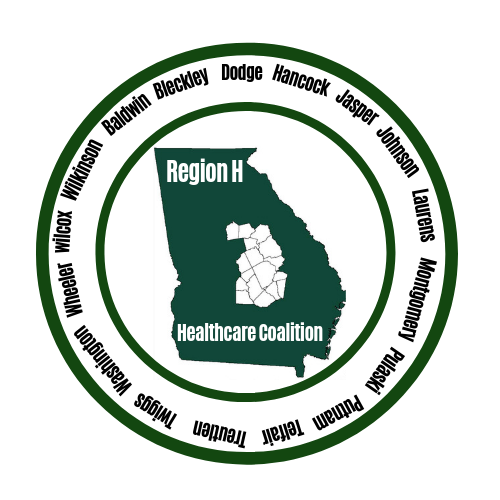 Baldwin
Bleckley
Dodge
Hancock
Jasper
Johnson
Laurens
Montgomery
Pulaski
Putnam
Telfair
Treutlen
Twiggs
Washington
Wheeler
wilcox
Wilkinson
Region H
Healthcare Coalition